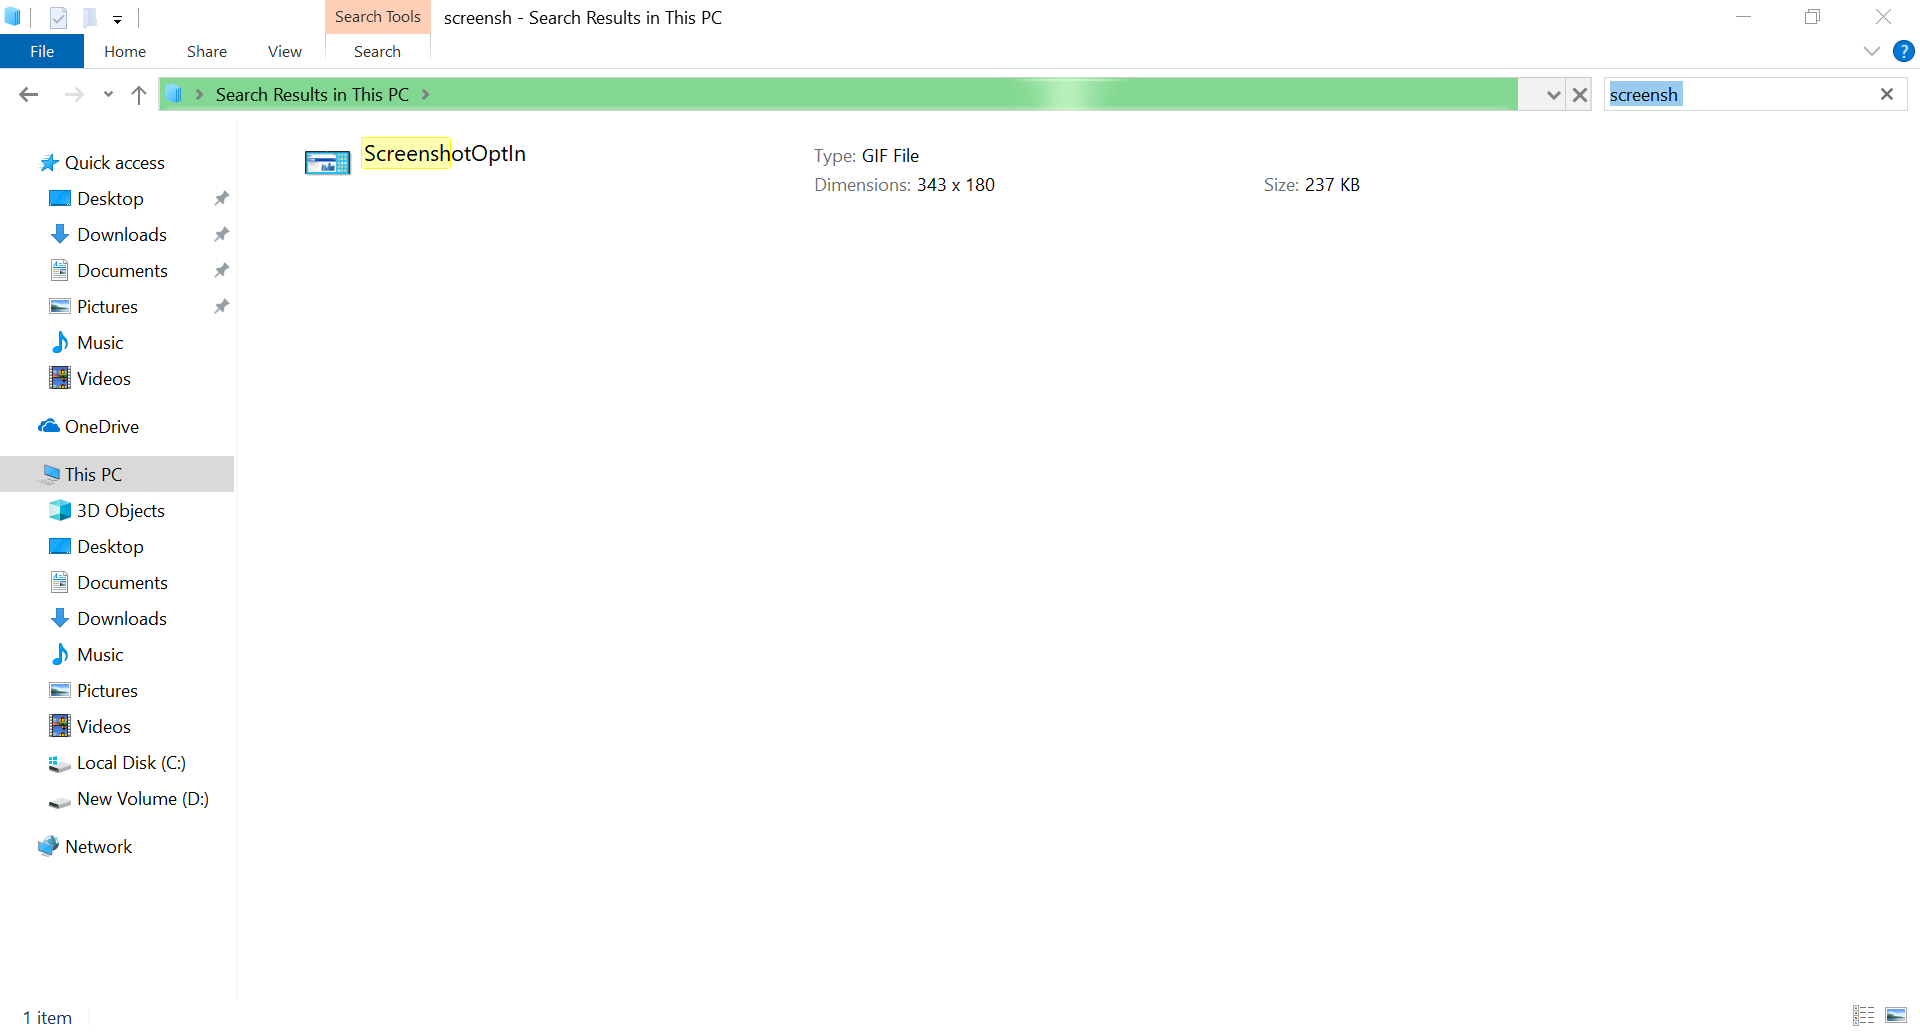 Search Tools
screensh - Search Results in This PC
File
Home
Share
View
Search
Search Results in This PC
screensh
Quick access
Desktop
Downloads
Documents
Pictures
Music
Videos
OneDrive
This PC
3D Objects
Desktop
Documents
Downloads
Music
Pictures
Videos
Local Disk (C:)
New Volume (D:)
Network
ScreenshotOptIn
Type: GIF File
Dimensions: 343 x 180
Size: 237 KB
1 item